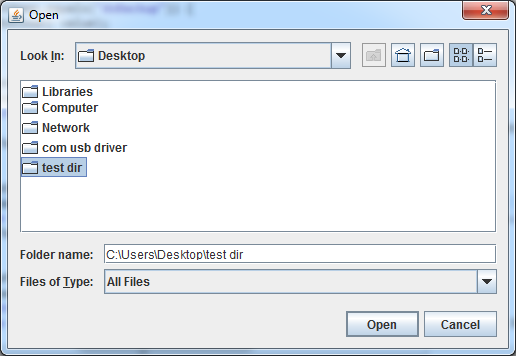 Open
Look In: Desktop
Libraries
Computer
Network
com usb driver
test dir
Folder name: C:\Users\Desktop\test dir
Files of Type: All Files
Open Cancel